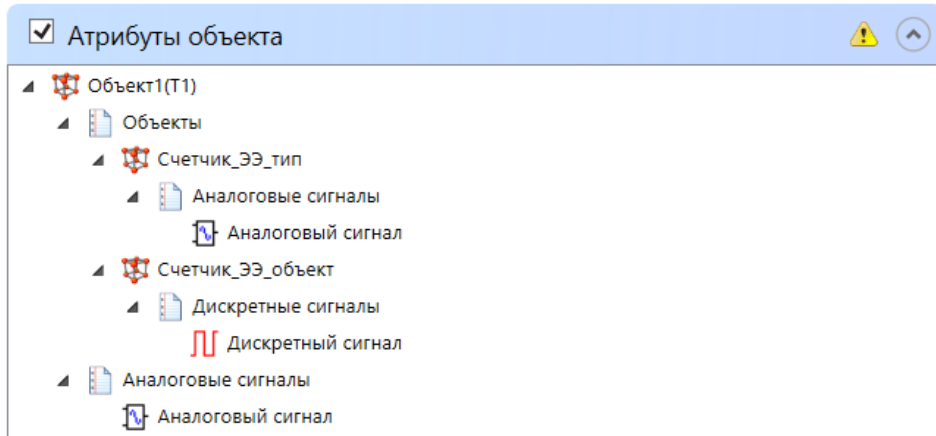 Атрибуты объекта
Объект1(Т1)
Объекты
Счетчик_ЭЭ_тип
Аналоговые сигналы
Аналоговый сигнал
Счетчик_ЭЭ_объект
Дискретные сигналы
Дискретный сигнал
Аналоговые сигналы
Аналоговый сигнал